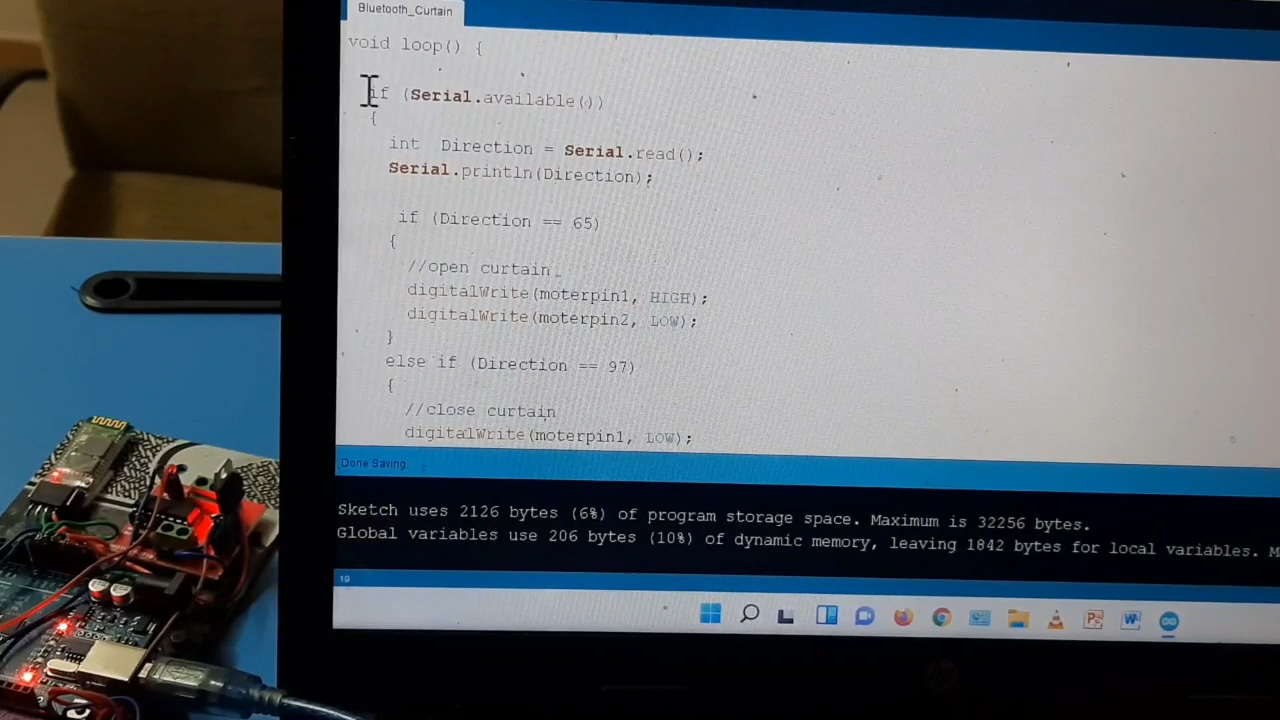 Bluetooth_Curtain
void loop() {
if (Serial.available())
{
int Direction = Serial.read();
Serial.println(Direction);
if (Direction == 65)
{
//open curtain
digitalWrite(moterpin1, HIGH);
digitalWrite(moterpin2, LOW);
}
else if (Direction == 97)
{
//close curtain
digitalWrite(moterpin1, LOW);
Done Saving
Sketch uses 2126 bytes (6%) of program storage space. Maximum is 32256 bytes.
Global variables use 206 bytes (10%) of dynamic memory, leaving 1842 bytes for local variables. M
19